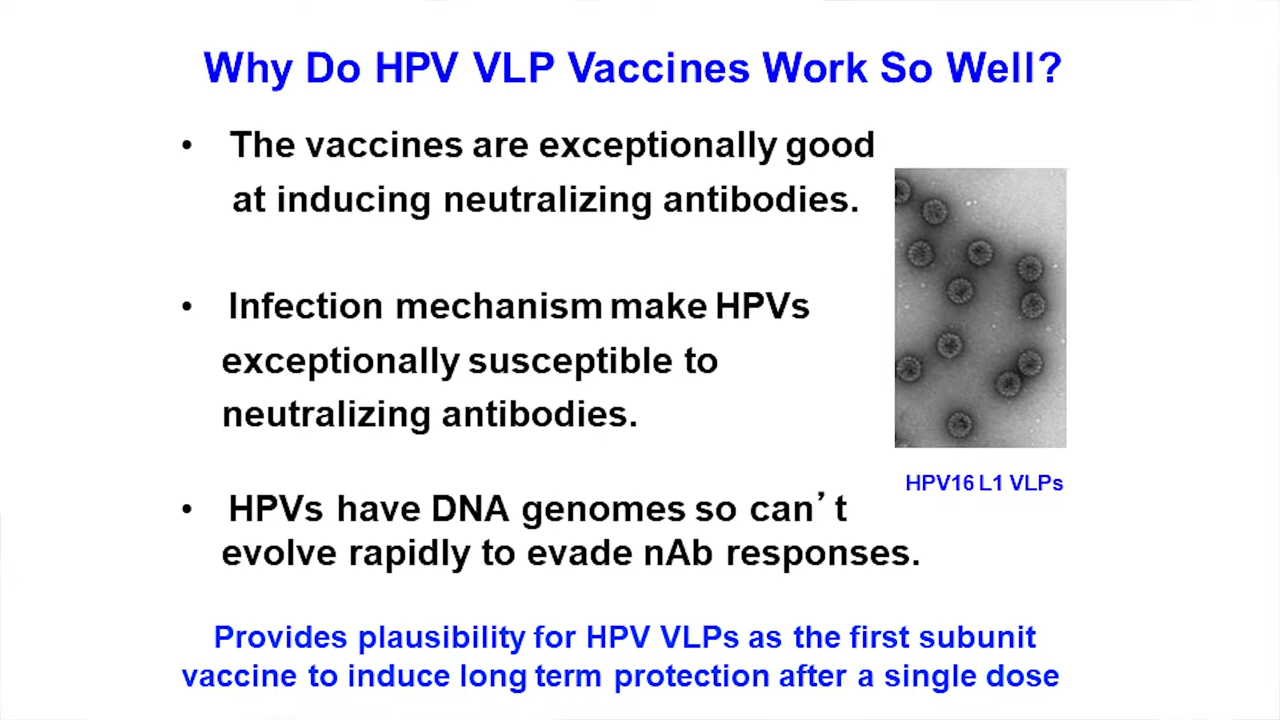 Why Do HPV VLP Vaccines Work So Well?
• The vaccines are exceptionally good
at inducing neutralizing antibodies.
• Infection mechanism make HPVs
exceptionally susceptible to
neutralizing antibodies.
HPV16 L1 VLPs
• HPVs have DNA genomes so can’t
evolve rapidly to evade nAb responses.
Provides plausibility for HPV VLPs as the first subunit
vaccine to induce long term protection after a single dose